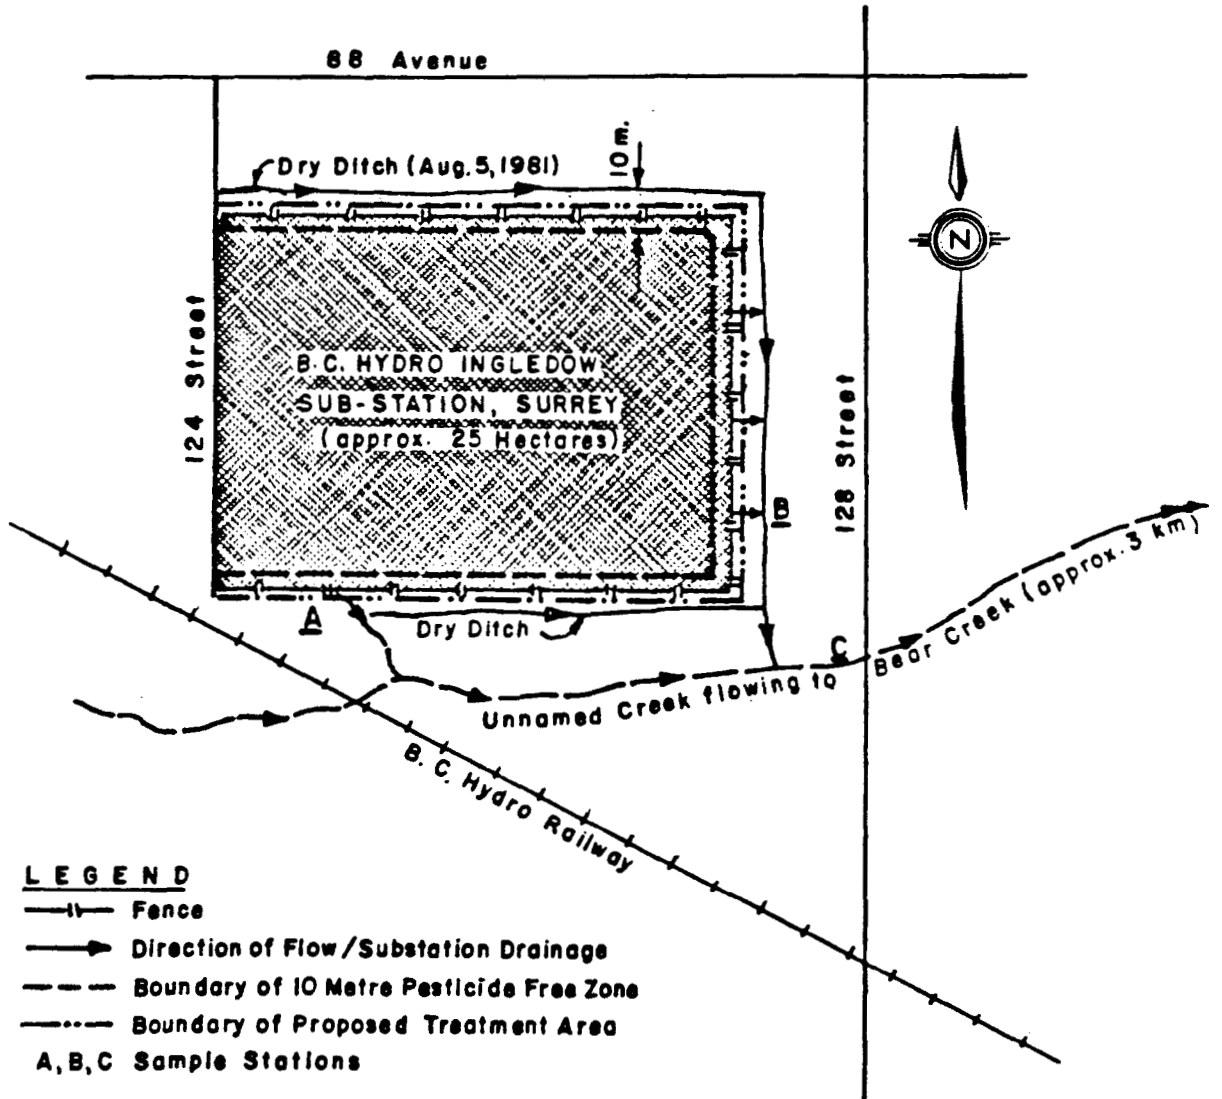 88 Avenue
10 m.
Dry Ditch (Aug. 5, 1981)
N
124 Street
B.C. HYDRO INGLEDOW
SUB-STATION, SURREY
(approx. 25 Hectares)
128 Street
B
A
Dry Ditch
C
Unnamed Creek flowing to
Bear Creek (approx. 3 km)
B. C. Hydro Railway
LEGEND
Fence
Direction of Flow/Substation Drainage
Boundary of 10 Metre Pesticide Free Zone
Boundary of Proposed Treatment Area
A, B, C Sample Stations